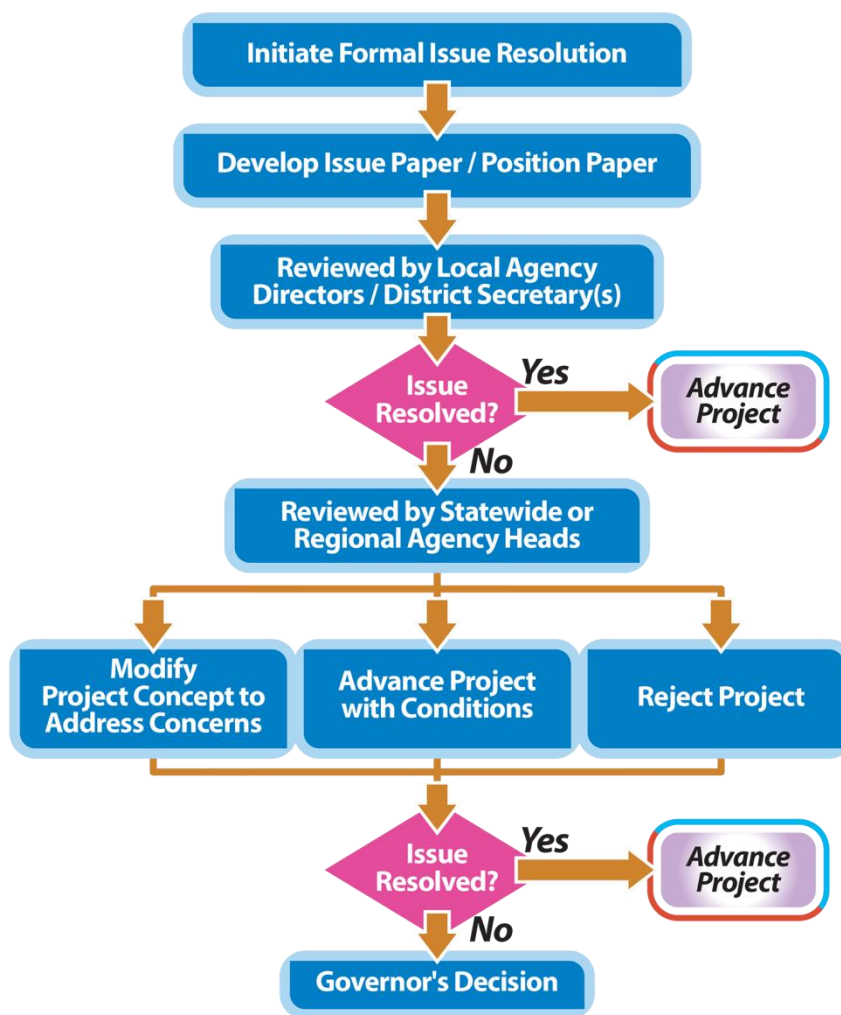 Initiate Formal Issue Resolution
Develop Issue Paper / Position Paper
Reviewed by Local Agency
Directors / District Secretary(s)
Issue
Resolved?
Yes
Advance
Project
No
Reviewed by Statewide or
Regional Agency Heads
Modify
Project Concept to
Address Concerns
Advance Project
with Conditions
Reject Project
Issue
Resolved?
Yes
Advance
Project
No
Governor's Decision